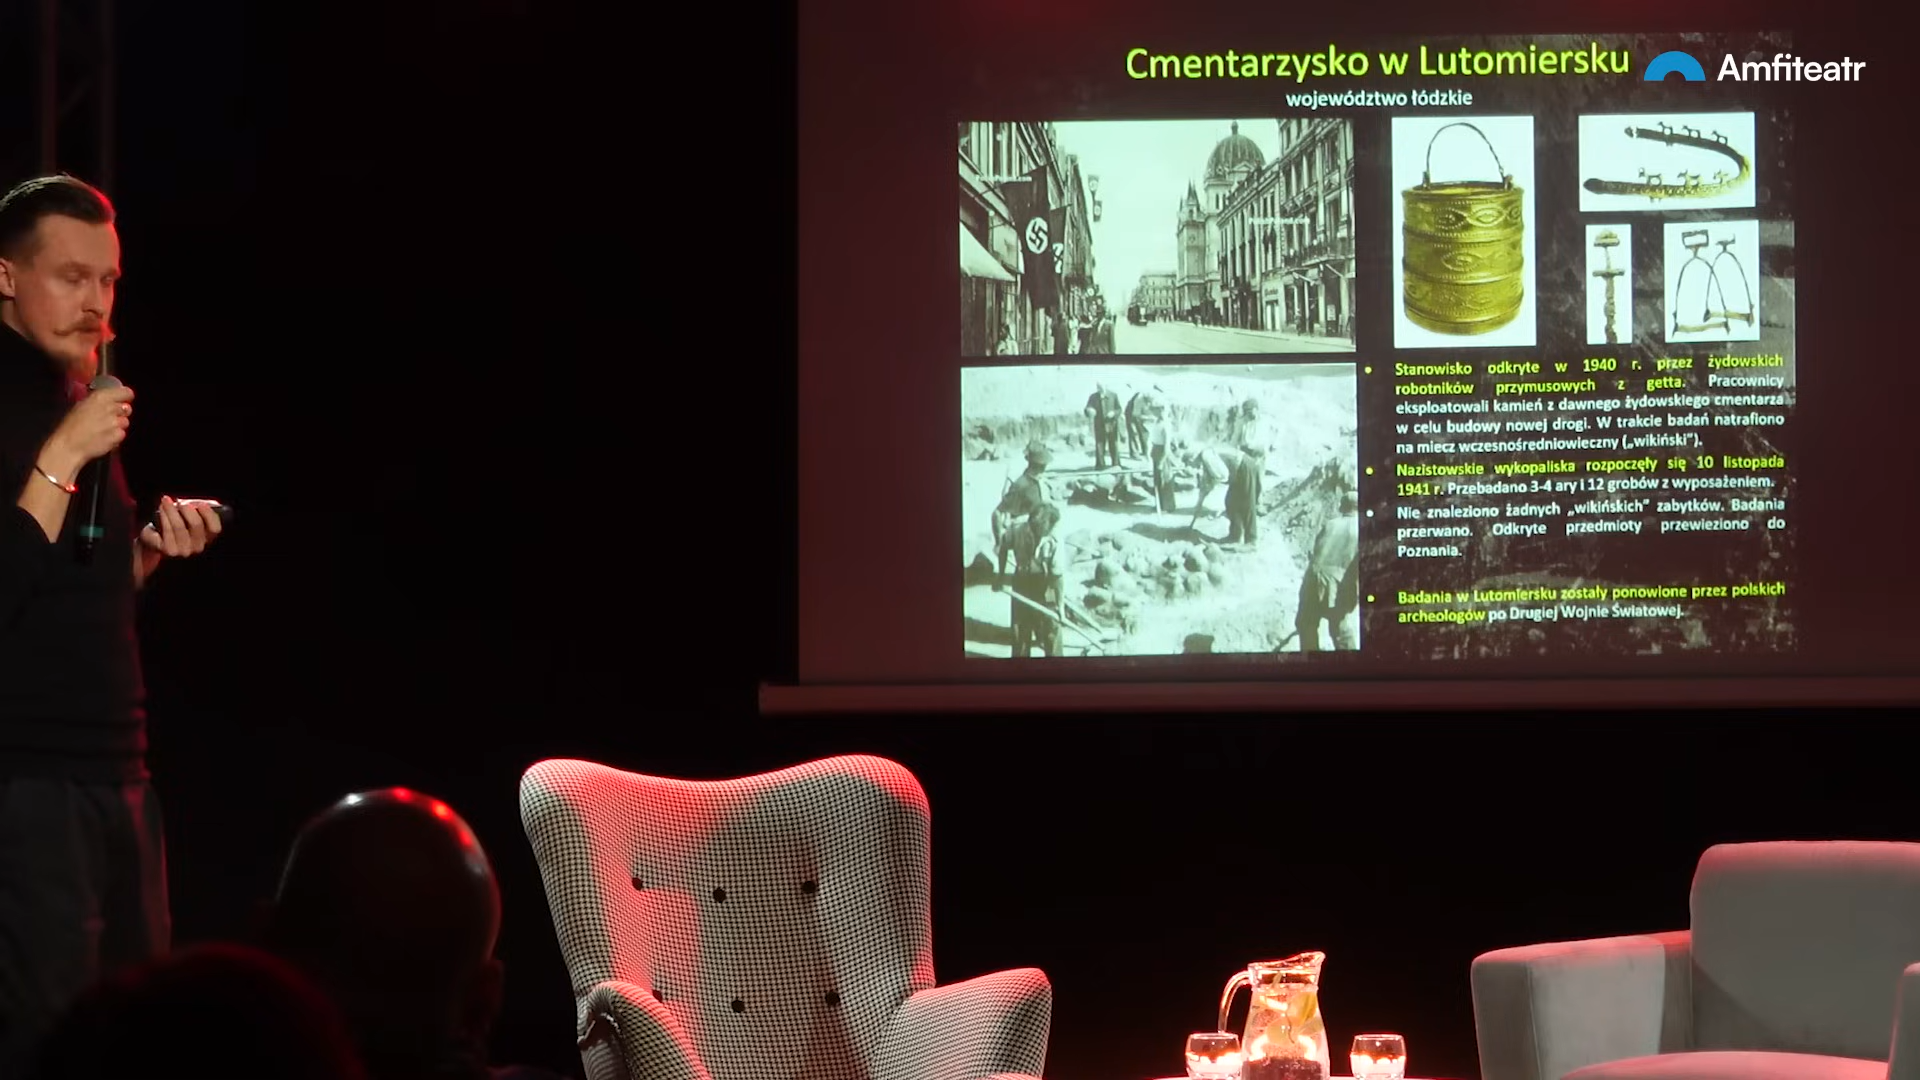 Cmentarzysko w Lutomiersku
Amfiteatr
województwo łódzkie
Stanowisko odkryte w 1940 r. przez żydowskich
robotników przymusowych z getta. Pracownicy
eksploatowali kamień z dawnego żydowskiego cmentarza
w celu budowy nowej drogi. W trakcie badań natrafiono
na miecz wczesnośredniowieczny („wikiński”).
Nazistowskie wykopaliska rozpoczęły się 10 listopada
1941 r. Przebadano 3-4 ary i 12 grobów z wyposażeniem.
Nie znaleziono żadnych „wikińskich” zabytków. Badania
przerwano. Odkryte przedmioty przewieziono do
Poznania.
Badania w Lutomiersku zostały ponowione przez polskich
archeologów po Drugiej Wojnie Światowej.